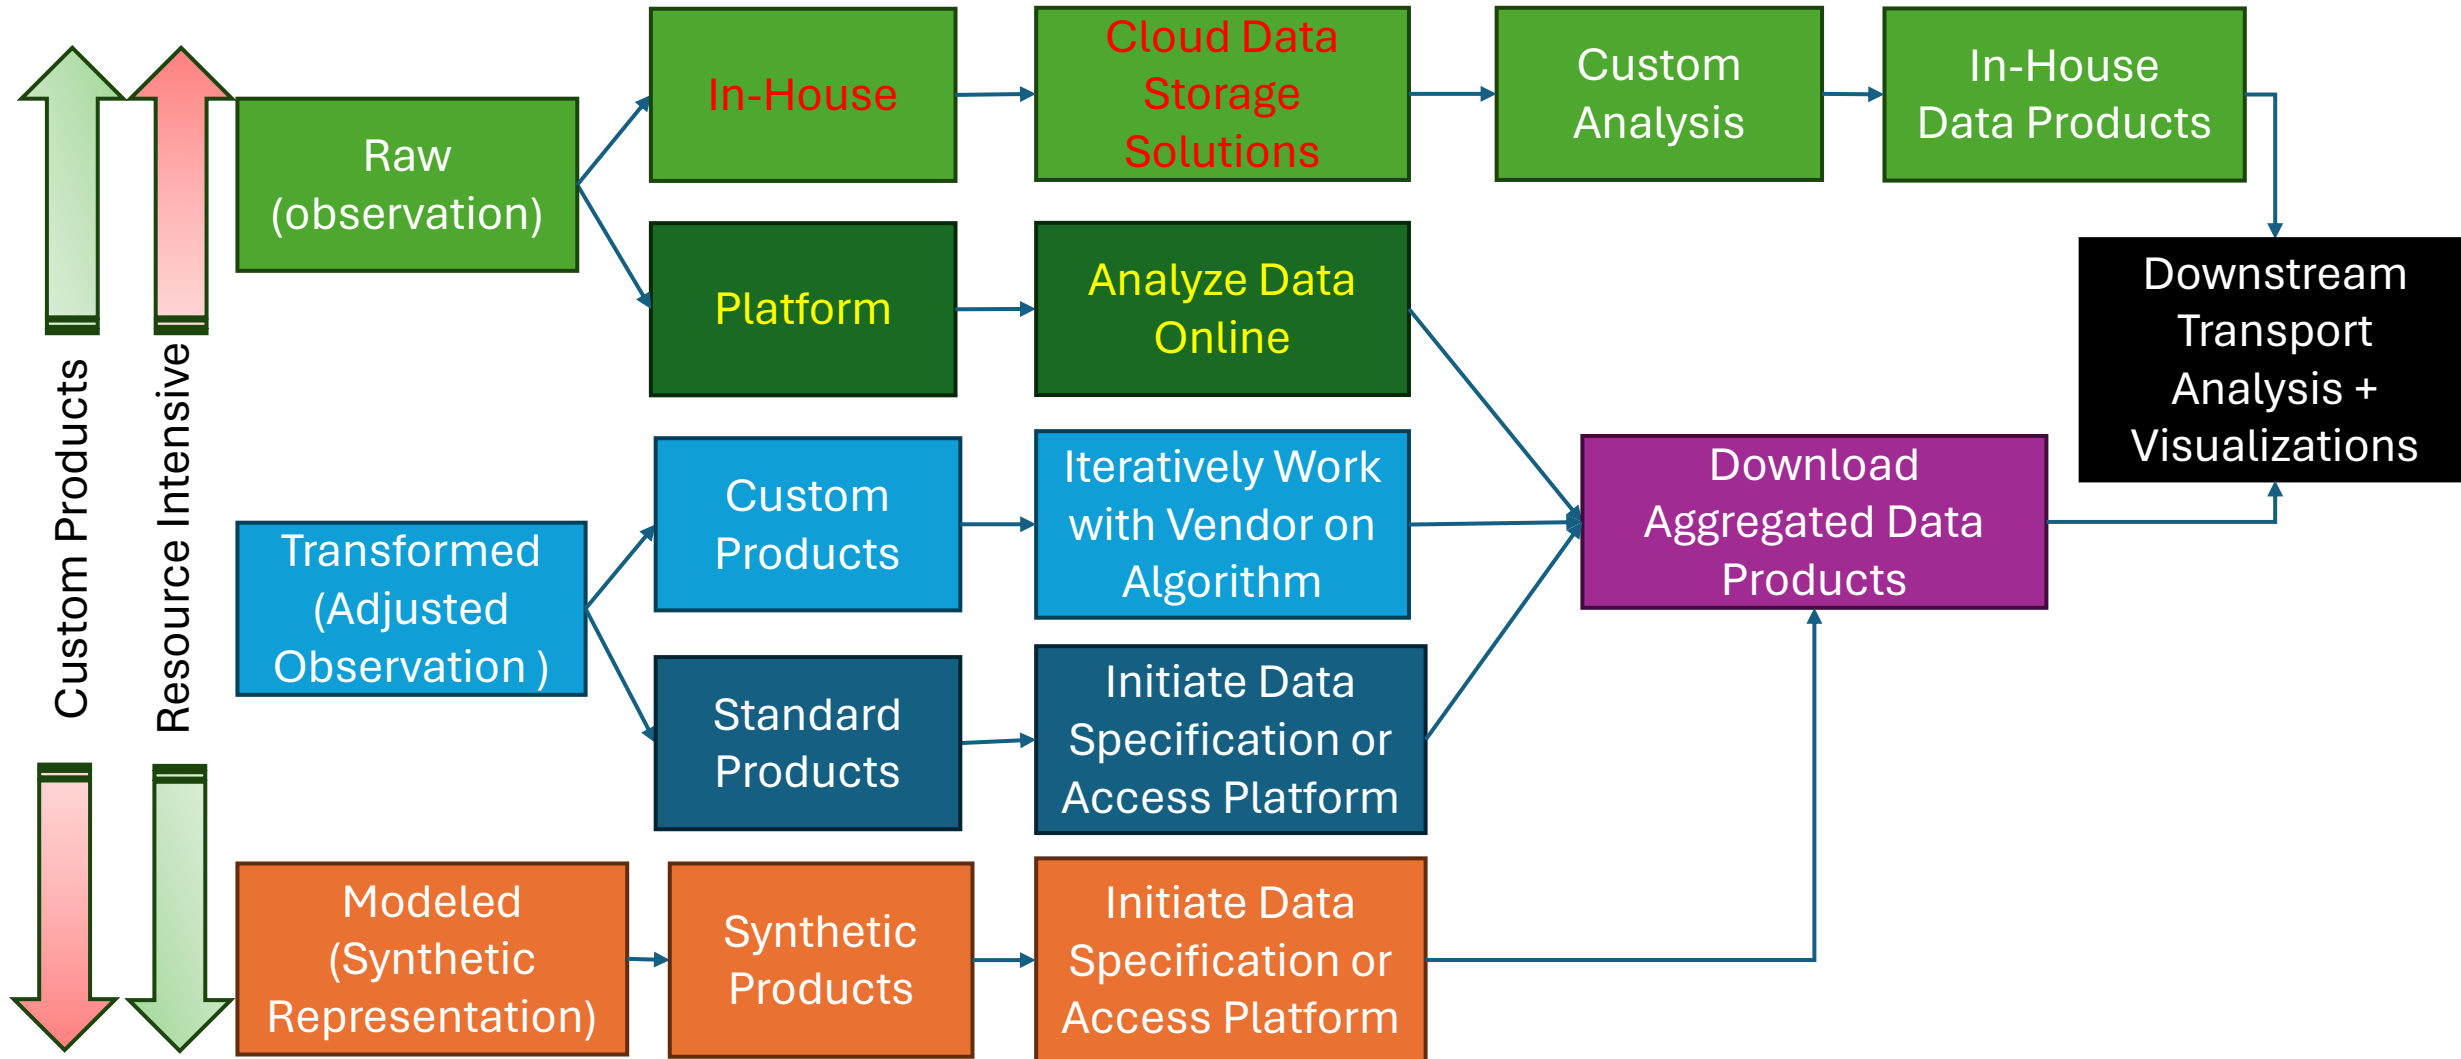 Custom Products
Resource Intensive
Raw
(observation)
In-House
Cloud Data
Storage
Solutions
Custom
Analysis
In-House
Data Products
Platform
Analyze Data
Online
Downstream
Transport
Analysis +
Visualizations
Transformed
(Adjusted
Observation )
Custom
Products
Iteratively Work
with Vendor on
Algorithm
Download
Aggregated Data
Products
Standard
Products
Initiate Data
Specification or
Access Platform
Modeled
(Synthetic
Representation)
Synthetic
Products
Initiate Data
Specification or
Access Platform